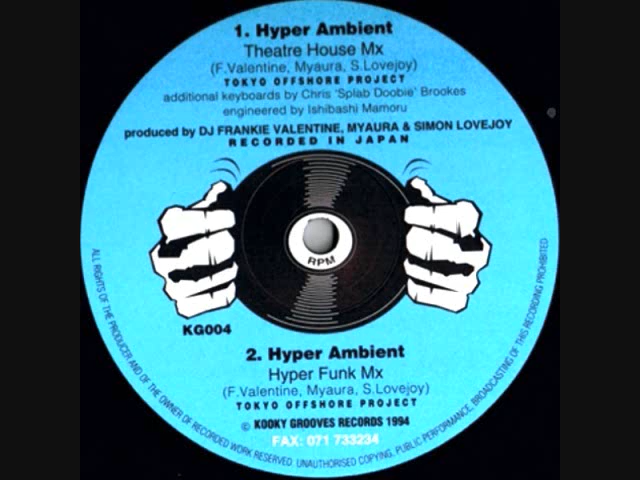 1. Hyper Ambient
Theatre House Mx
(F.Valentine, Myaura, S.Lovejoy)
TOKYO OFFSHORE PROJECT
additional keyboards by Chris 'Splab Doobie' Brookes
engineered by Ishibashi Mamoru
produced by DJ FRANKIE VALENTINE, MYAURA & SIMON LOVEJOY
RECORDED IN JAPAN
RPM
KG004
2. Hyper Ambient
Hyper Funk Mx
(F.Valentine, Myaura, S.Lovejoy)
TOKYO OFFSHORE PROJECT
© KOOKY GROOVES RECORDS 1994
FAX: 071 733234
ALL RIGHTS OF THE PRODUCER AND OF THE OWNER OF RECORDED WORK RESERVED. UNAUTHORISED COPYING, PUBLIC PERFORMANCE, BROADCASTING OF THIS RECORDING PROHIBITED